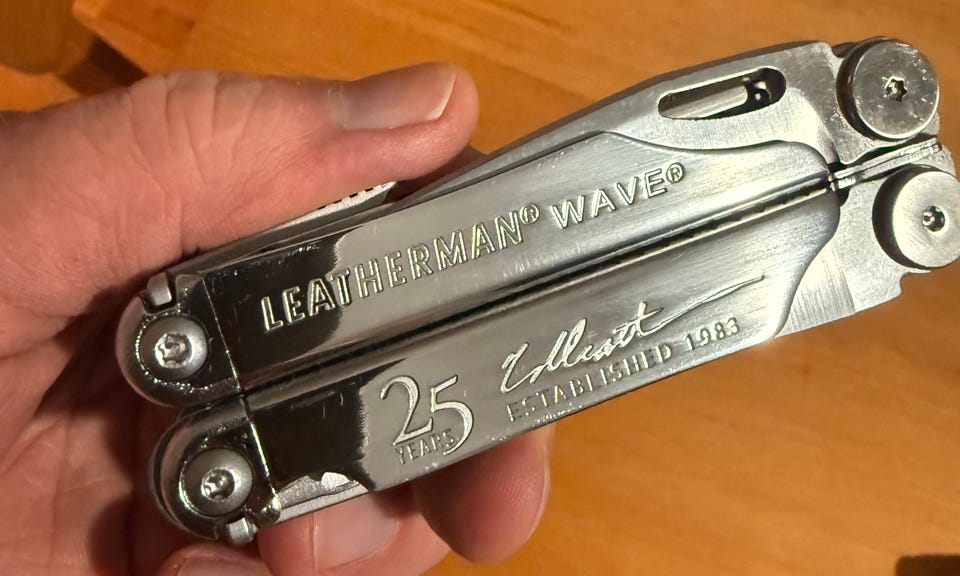 LEATHERMAN® WAVE®
25
YEARS
ESTABLISHED 1983